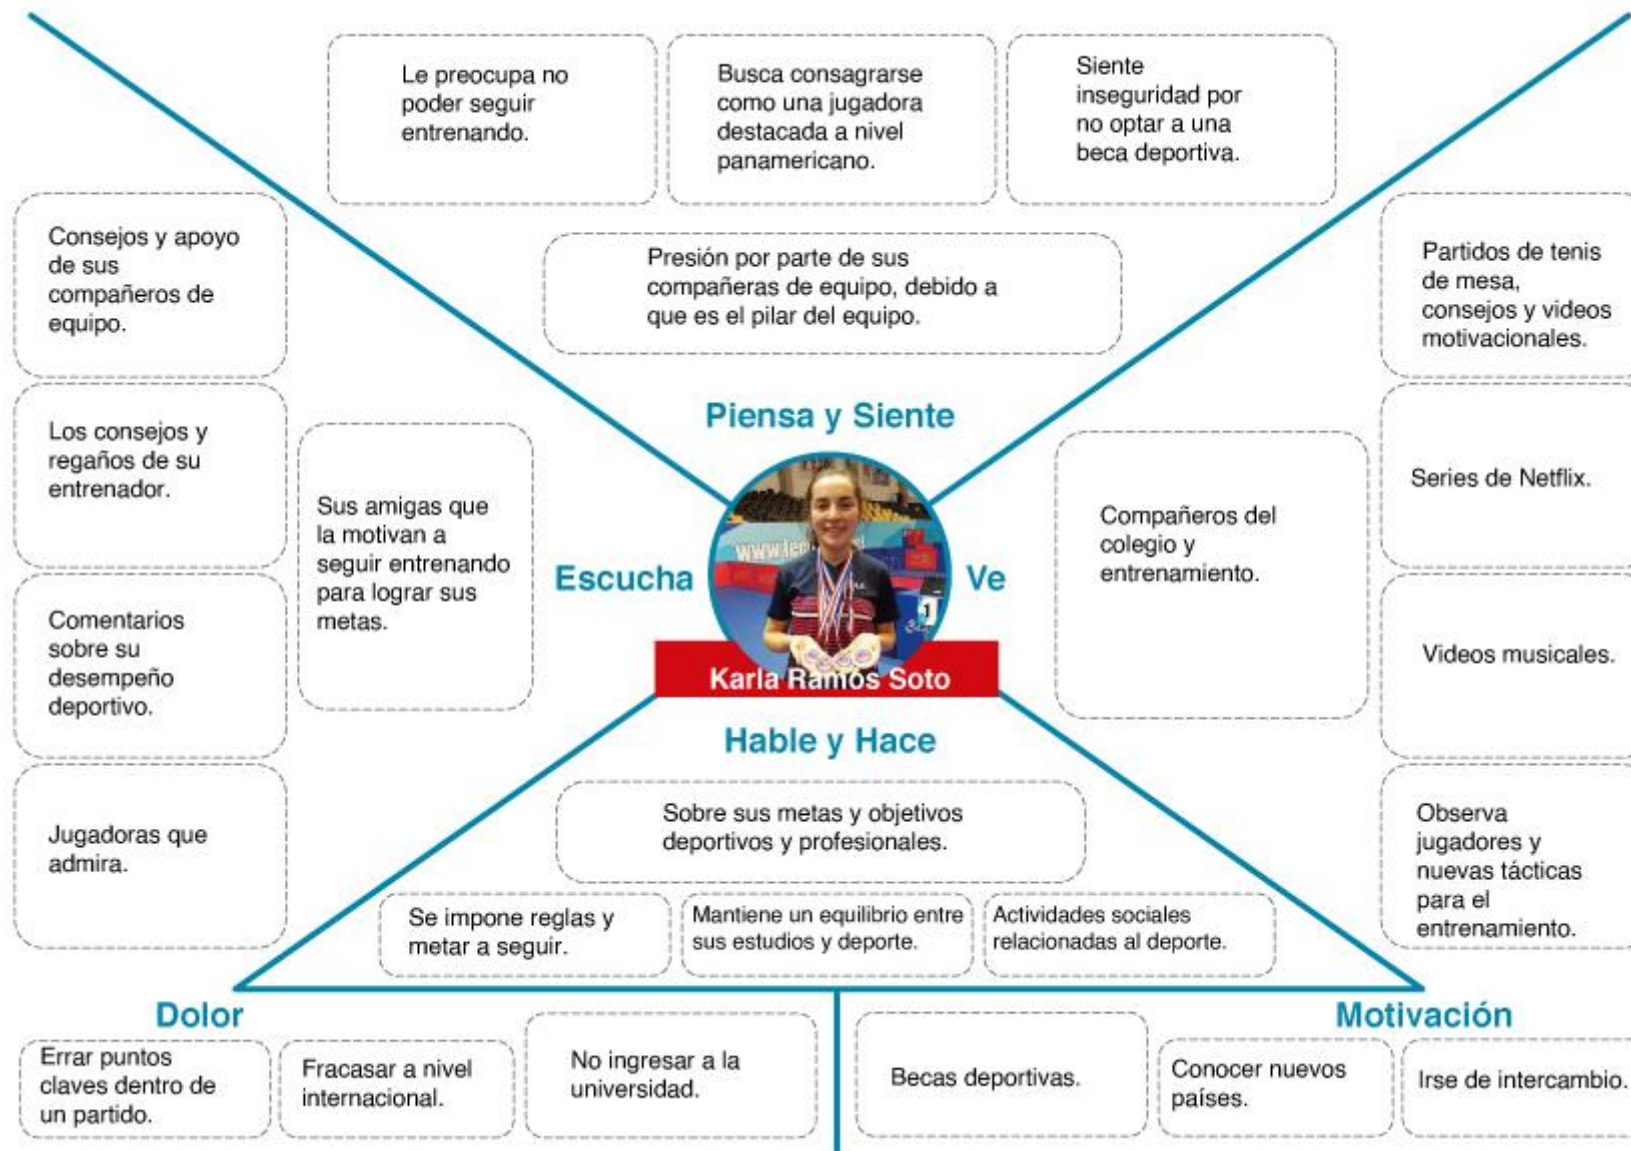 Le preocupa no
poder seguir
entrenando.
Busca consagrarse
como una jugadora
destacada a nivel
panamericano.
Siente
inseguridad por
no optar a una
beca deportiva.
Presión por parte de sus
compañeras de equipo, debido a
que es el pilar del equipo.
Piensa y Siente
Consejos y apoyo
de sus
compañeros de
equipo.
Los consejos y
regaños de su
entrenador.
Comentarios
sobre su
desempeño
deportivo.
Jugadoras que
admira.
Sus amigas que
la motivan a
seguir entrenando
para lograr sus
metas.
Escucha
www.
1
Karla Ramos Soto
Ve
Compañeros del
colegio y
entrenamiento.
Partidos de tenis
de mesa,
consejos y videos
motivacionales.
Series de Netflix.
Videos musicales.
Observa
jugadores y
nuevas tácticas
para el
entrenamiento.
Hable y Hace
Sobre sus metas y objetivos
deportivos y profesionales.
Se impone reglas y
metar a seguir.
Mantiene un equilibrio entre
sus estudios y deporte.
Actividades sociales
relacionadas al deporte.
Dolor
Errar puntos
claves dentro de
un partido.
Fracasar a nivel
internacional.
No ingresar a la
universidad.
Motivación
Becas deportivas.
Conocer nuevos
países.
Irse de intercambio.